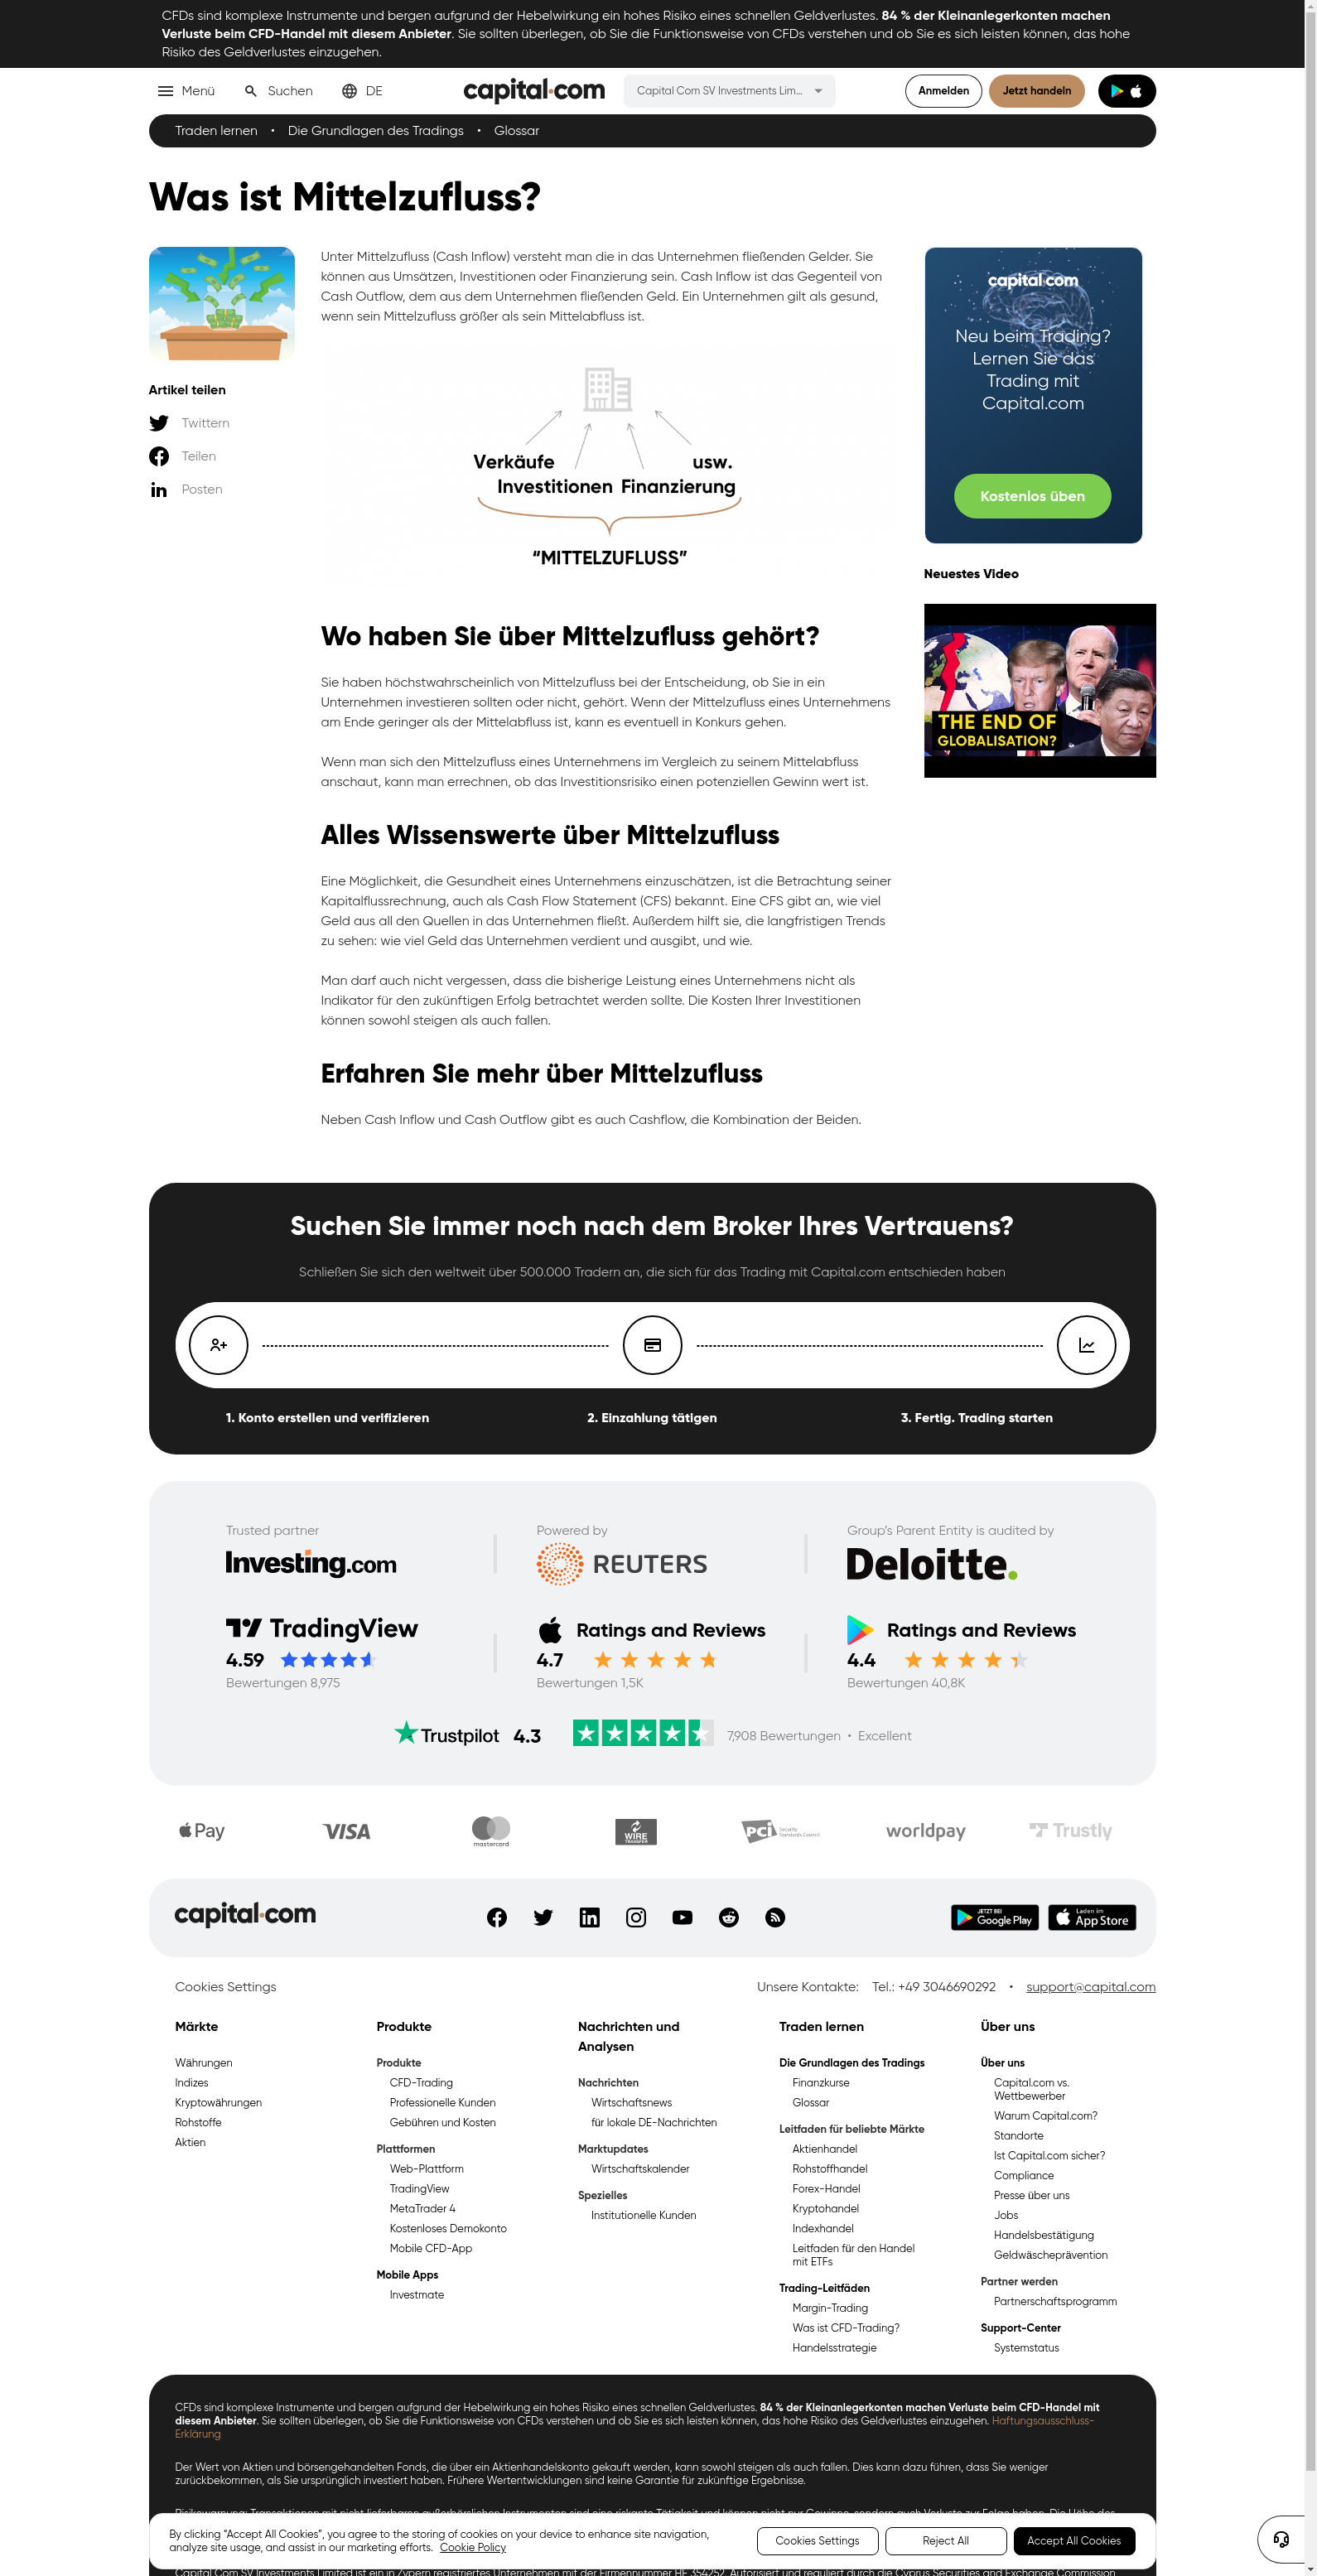 CFDs sind komplexe Instrumente und bergen aufgrund der Hebelwirkung ein hohes Risiko eines schnellen Geldverlustes. 84 % der Kleinanlegerkonten machen
Verluste beim CFD-Handel mit diesem Anbieter. Sie sollten überlegen, ob Sie die Funktionsweise von CFDs verstehen und ob Sie es sich leisten können, das hohe
Risiko des Geldverlustes einzugehen.
Menü
Suchen
DE
capital.com
Capital Com SV Investments Lim...
Anmelden
Jetzt handeln
Traden lernen • Die Grundlagen des Tradings • Glossar
Was ist Mittelzufluss?
Artikel teilen
Twittern
Teilen
Posten
Unter Mittelzufluss (Cash Inflow) versteht man die in das Unternehmen fließenden Gelder. Sie
können aus Umsätzen, Investitionen oder Finanzierung sein. Cash Inflow ist das Gegenteil von
Cash Outflow, dem aus dem Unternehmen fließenden Geld. Ein Unternehmen gilt als gesund,
wenn sein Mittelzufluss größer als sein Mittelabfluss ist.
Verkäufe
usw.
Investitionen Finanzierung
“MITTELZUFLUSS”
Wo haben Sie über Mittelzufluss gehört?
Sie haben höchstwahrscheinlich von Mittelzufluss bei der Entscheidung, ob Sie in ein
Unternehmen investieren sollten oder nicht, gehört. Wenn der Mittelzufluss eines Unternehmens
am Ende geringer als der Mittelabfluss ist, kann es eventuell in Konkurs gehen.
Wenn man sich den Mittelzufluss eines Unternehmens im Vergleich zu seinem Mittelabfluss
anschaut, kann man errechnen, ob das Investitionsrisiko einen potenziellen Gewinn wert ist.
Alles Wissenswerte über Mittelzufluss
Eine Möglichkeit, die Gesundheit eines Unternehmens einzuschätzen, ist die Betrachtung seiner
Kapitalflussrechnung, auch als Cash Flow Statement (CFS) bekannt. Eine CFS gibt an, wie viel
Geld aus all den Quellen in das Unternehmen fließt. Außerdem hilft sie, die langfristigen Trends
zu sehen: wie viel Geld das Unternehmen verdient und ausgibt, und wie.
Man darf auch nicht vergessen, dass die bisherige Leistung eines Unternehmens nicht als
Indikator für den zukünftigen Erfolg betrachtet werden sollte. Die Kosten Ihrer Investitionen
können sowohl steigen als auch fallen.
Erfahren Sie mehr über Mittelzufluss
Neben Cash Inflow und Cash Outflow gibt es auch Cashflow, die Kombination der Beiden.
capital.com
Neu beim Trading?
Lernen Sie das
Trading mit
Capital.com
Kostenlos üben
Neuestes Video
THE END OF
GLOBALISATION?
Suchen Sie immer noch nach dem Broker Ihres Vertrauens?
Schließen Sie sich den weltweit über 500.000 Tradern an, die sich für das Trading mit Capital.com entschieden haben
1. Konto erstellen und verifizieren
2. Einzahlung tätigen
3. Fertig. Trading starten
Trusted partner
Investing.com
Powered by
REUTERS
Group’s Parent Entity is audited by
Deloitte.
TradingView
4.59
Bewertungen 8,975
Ratings and Reviews
4.7
Bewertungen 1,5K
Ratings and Reviews
4.4
Bewertungen 40,8K
Trustpilot 4.3
7,908 Bewertungen • Excellent
Pay
VISA
mastercard
WIRE
TRANSFER
PCI Security
Standards Council
worldpay
Trustly
capital.com
JETZT BEI
Google Play
Laden im
App Store
Cookies Settings
Unsere Kontakte: Tel.: +49 3046690292 • support@capital.com
Märkte
Währungen
Indizes
Kryptowährungen
Rohstoffe
Aktien
Produkte
Produkte
CFD-Trading
Professionelle Kunden
Gebühren und Kosten
Plattformen
Web-Plattform
TradingView
MetaTrader 4
Kostenloses Demokonto
Mobile CFD-App
Mobile Apps
Investmate
Nachrichten und
Analysen
Nachrichten
Wirtschaftsnews
für lokale DE-Nachrichten
Marktupdates
Wirtschaftskalender
Spezielles
Institutionelle Kunden
Traden lernen
Die Grundlagen des Tradings
Finanzkurse
Glossar
Leitfaden für beliebte Märkte
Aktienhandel
Rohstoffhandel
Forex-Handel
Kryptohandel
Indexhandel
Leitfaden für den Handel
mit ETFs
Trading-Leitfäden
Margin-Trading
Was ist CFD-Trading?
Handelsstrategie
Über uns
Über uns
Capital.com vs.
Wettbewerber
Warum Capital.com?
Standorte
Ist Capital.com sicher?
Compliance
Presse über uns
Jobs
Handelsbestätigung
Geldwäscheprävention
Partner werden
Partnerschaftsprogramm
Support-Center
Systemstatus
CFDs sind komplexe Instrumente und bergen aufgrund der Hebelwirkung ein hohes Risiko eines schnellen Geldverlustes. 84 % der Kleinanlegerkonten machen Verluste beim CFD-Handel mit
diesem Anbieter. Sie sollten überlegen, ob Sie die Funktionsweise von CFDs verstehen und ob Sie es sich leisten können, das hohe Risiko des Geldverlustes einzugehen. Haftungsausschluss-
Erklärung
Der Wert von Aktien und börsengehandelten Fonds, die über ein Aktienhandelskonto gekauft werden, kann sowohl steigen als auch fallen. Dies kann dazu führen, dass Sie weniger
zurückbekommen, als Sie ursprünglich investiert haben. Frühere Wertentwicklungen sind keine Garantie für zukünftige Ergebnisse.
By clicking “Accept All Cookies”, you agree to the storing of cookies on your device to enhance site navigation,
analyze site usage, and assist in our marketing efforts. Cookie Policy
Cookies Settings
Reject All
Accept All Cookies
Capital Com SV Investments Limited ist ein in Zypern registriertes Unternehmen mit der Firmennummer HE 354252. Autorisiert und reguliert durch die Cyprus Securities and Exchange Commission